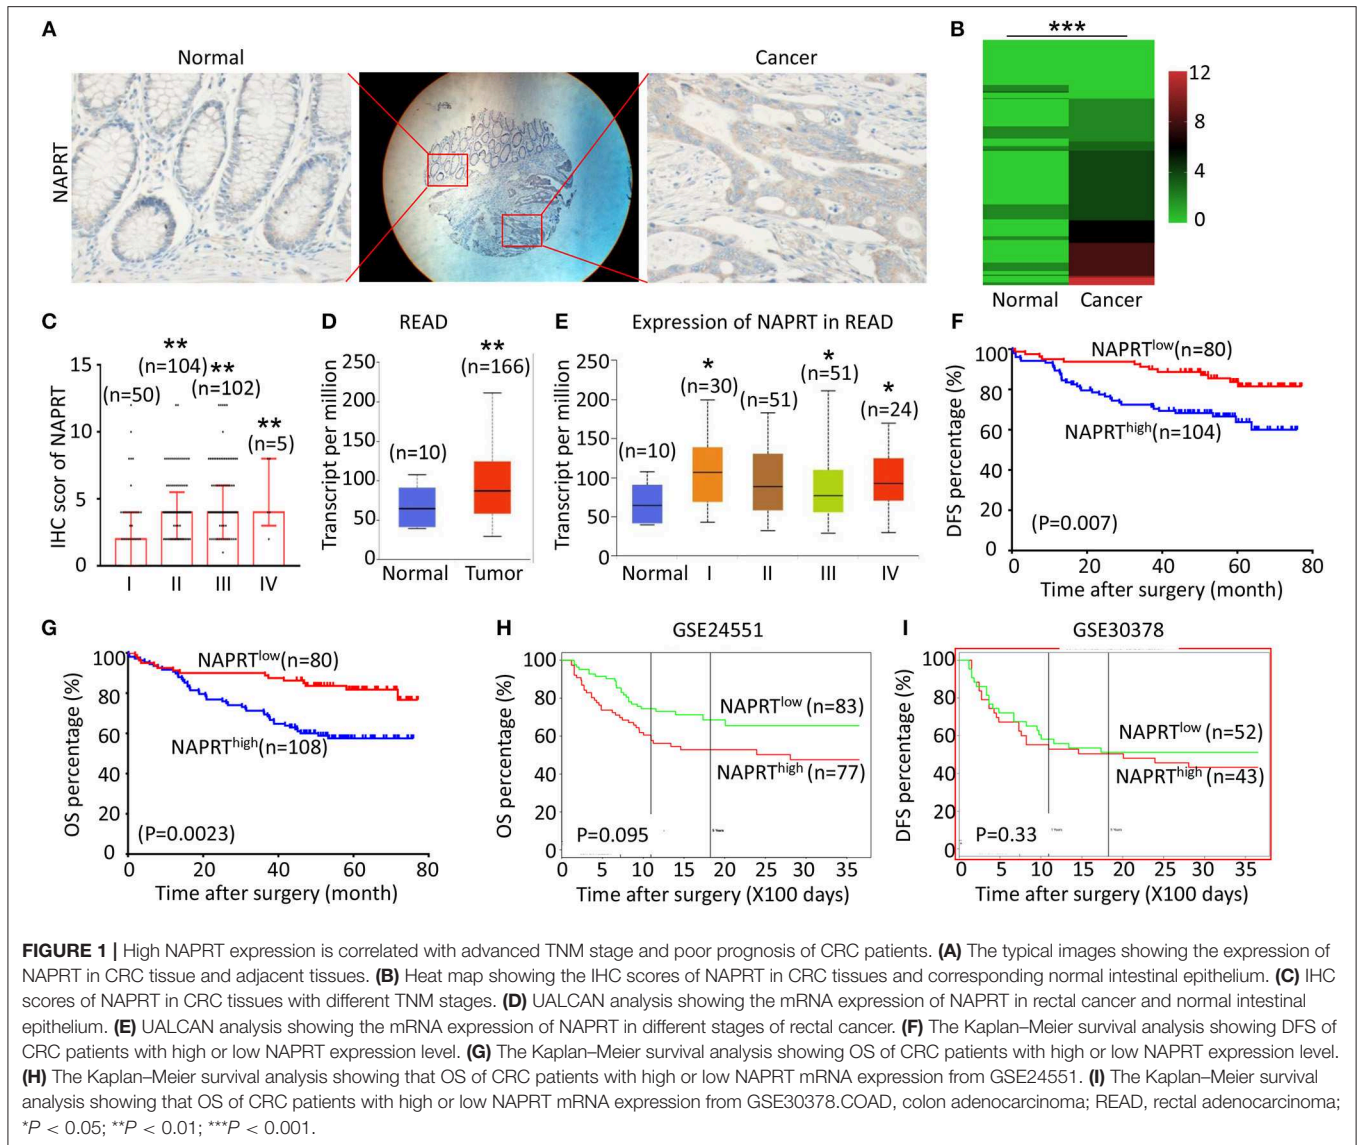 A
Normal
Cancer
NAPRT
B
***
12
8
4
0
Normal Cancer
C
IHC scor of NAPRT
15
10
5
0
(n=50)
**
(n=104)
**
(n=102)
**
(n=5)
I II III IV
D
READ
Transcript per million
250
200
150
100
50
0
(n=10)
**
(n=166)
Normal Tumor
E
Expression of NAPRT in READ
Transcript per million
250
200
150
100
50
0
(n=10)
*
(n=30)
(n=51)
*
(n=51)
*
(n=24)
Normal I II III IV
F
DFS percentage (%)
100
80
60
40
20
0
NAPRTlow(n=80)
NAPRThigh(n=104)
(P=0.007)
0 20 40 60 80
Time after surgery (month)
G
OS percentage (%)
100
80
60
40
20
0
NAPRTlow(n=80)
NAPRThigh(n=108)
(P=0.0023)
0 20 40 60 80
Time after surgery (month)
H
GSE24551
OS percentage (%)
100
80
60
40
20
0
NAPRTlow (n=83)
NAPRThigh (n=77)
P=0.095
5 Years
0 5 10 15 20 25 30 35
Time after surgery (X100 days)
I
GSE30378
DFS percentage (%)
100
80
60
40
20
0
NAPRTlow (n=52)
NAPRThigh (n=43)
P=0.33
0 5 10 15 20 25 30 35
Time after surgery (X100 days)
FIGURE 1 | High NAPRT expression is correlated with advanced TNM stage and poor prognosis of CRC patients. (A) The typical images showing the expression of
NAPRT in CRC tissue and adjacent tissues. (B) Heat map showing the IHC scores of NAPRT in CRC tissues and corresponding normal intestinal epithelium. (C) IHC
scores of NAPRT in CRC tissues with different TNM stages. (D) UALCAN analysis showing the mRNA expression of NAPRT in rectal cancer and normal intestinal
epithelium. (E) UALCAN analysis showing the mRNA expression of NAPRT in different stages of rectal cancer. (F) The Kaplan–Meier survival analysis showing DFS of
CRC patients with high or low NAPRT expression level. (G) The Kaplan–Meier survival analysis showing OS of CRC patients with high or low NAPRT expression level.
(H) The Kaplan–Meier survival analysis showing that OS of CRC patients with high or low NAPRT mRNA expression from GSE24551. (I) The Kaplan–Meier survival
analysis showing that OS of CRC patients with high or low NAPRT mRNA expression from GSE30378.COAD, colon adenocarcinoma; READ, rectal adenocarcinoma;
*P < 0.05; **P < 0.01; ***P < 0.001.